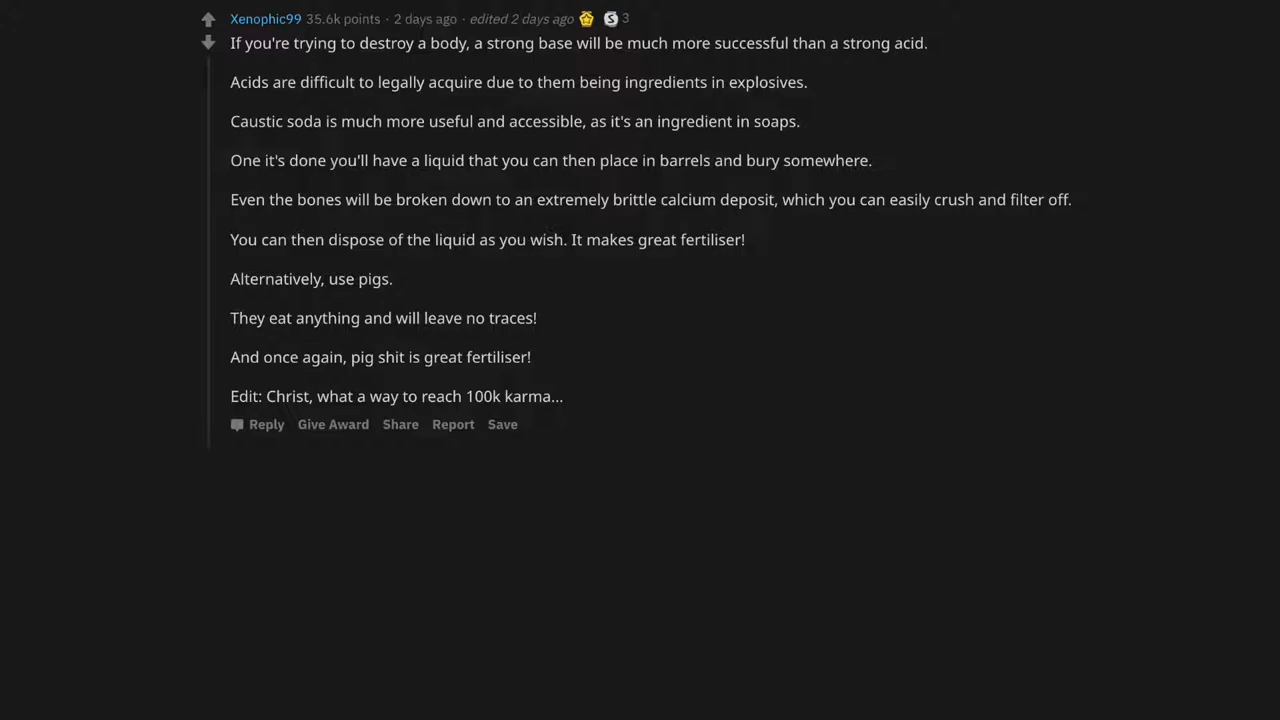 Xenophic99 35.6k points · 2 days ago · edited 2 days ago S 3
If you're trying to destroy a body, a strong base will be much more successful than a strong acid.
Acids are difficult to legally acquire due to them being ingredients in explosives.
Caustic soda is much more useful and accessible, as it's an ingredient in soaps.
One it's done you'll have a liquid that you can then place in barrels and bury somewhere.
Even the bones will be broken down to an extremely brittle calcium deposit, which you can easily crush and filter off.
You can then dispose of the liquid as you wish. It makes great fertiliser!
Alternatively, use pigs.
They eat anything and will leave no traces!
And once again, pig shit is great fertiliser!
Edit: Christ, what a way to reach 100k karma...
Reply Give Award Share Report Save